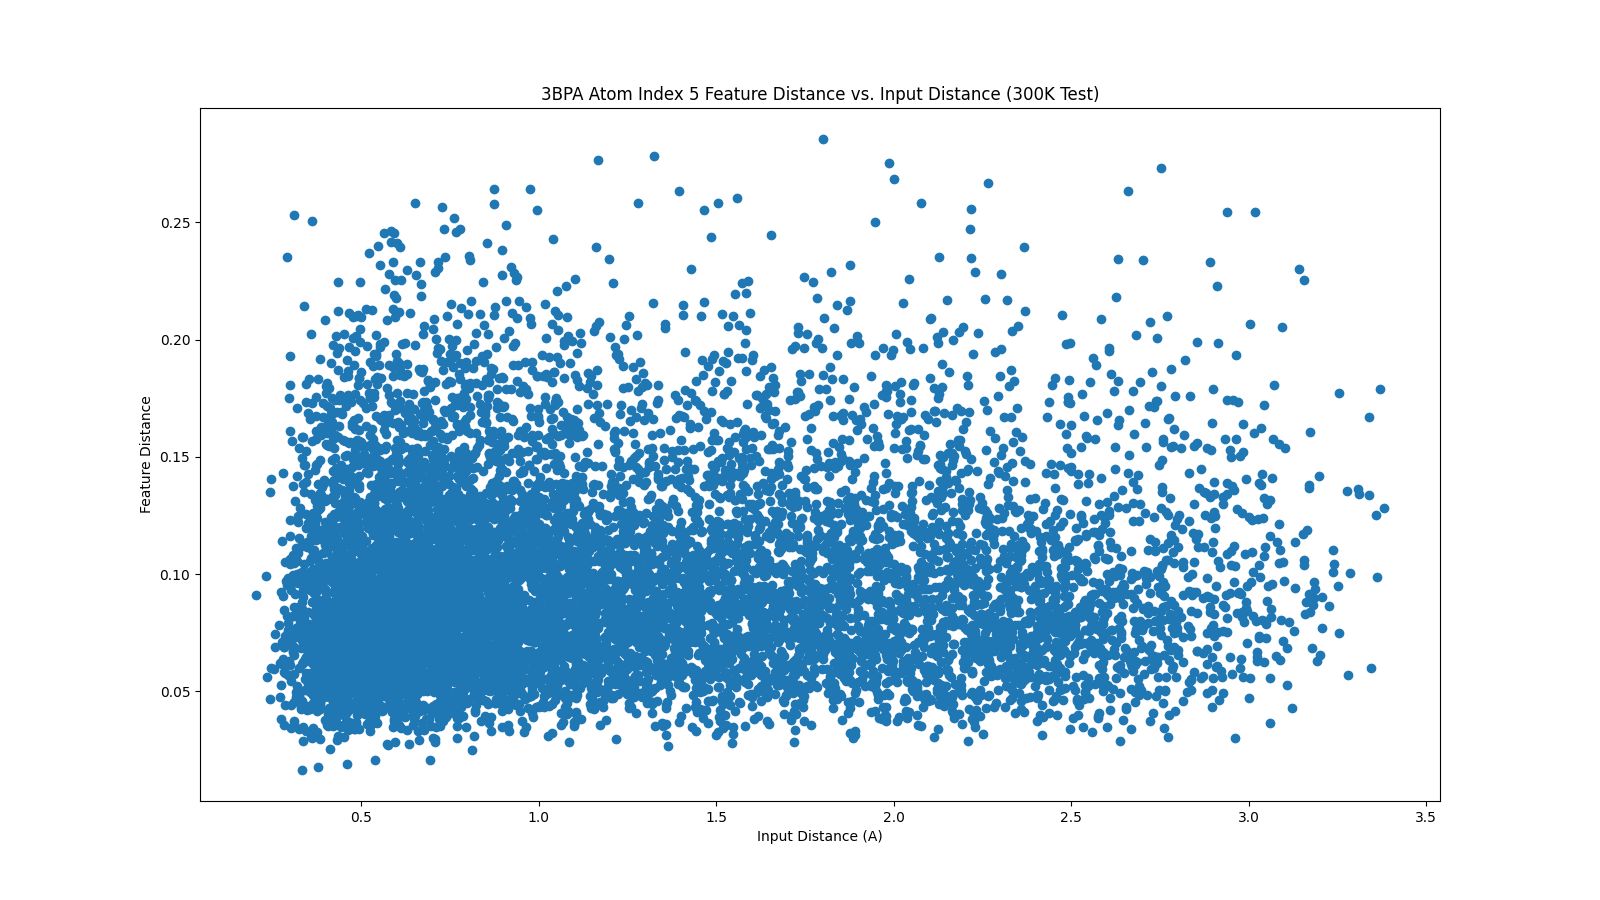 3BPA Atom Index 5 Feature Distance vs. Input Distance (300K Test)
Feature Distance
0.25
0.20
0.15
0.10
0.05
0.5 1.0 1.5 2.0 2.5 3.0 3.5
Input Distance (A)